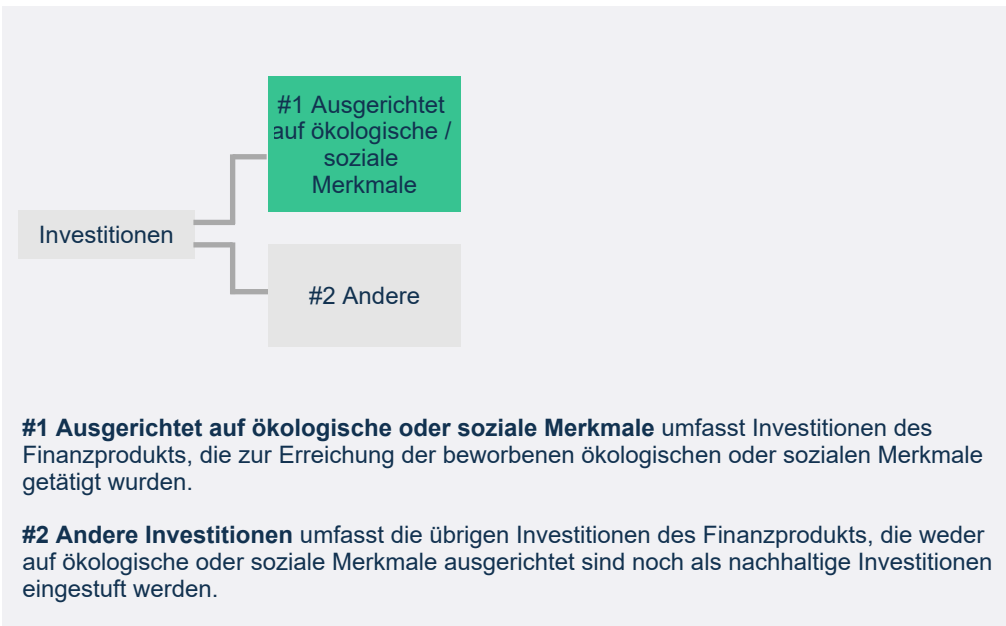 #1 Ausgerichtet
auf ökologische /
soziale
Merkmale
Investitionen
#2 Andere
#1 Ausgerichtet auf ökologische oder soziale Merkmale umfasst Investitionen des
Finanzprodukts, die zur Erreichung der beworbenen ökologischen oder sozialen Merkmale
getätigt wurden.
#2 Andere Investitionen umfasst die übrigen Investitionen des Finanzprodukts, die weder
auf ökologische oder soziale Merkmale ausgerichtet sind noch als nachhaltige Investitionen
eingestuft werden.